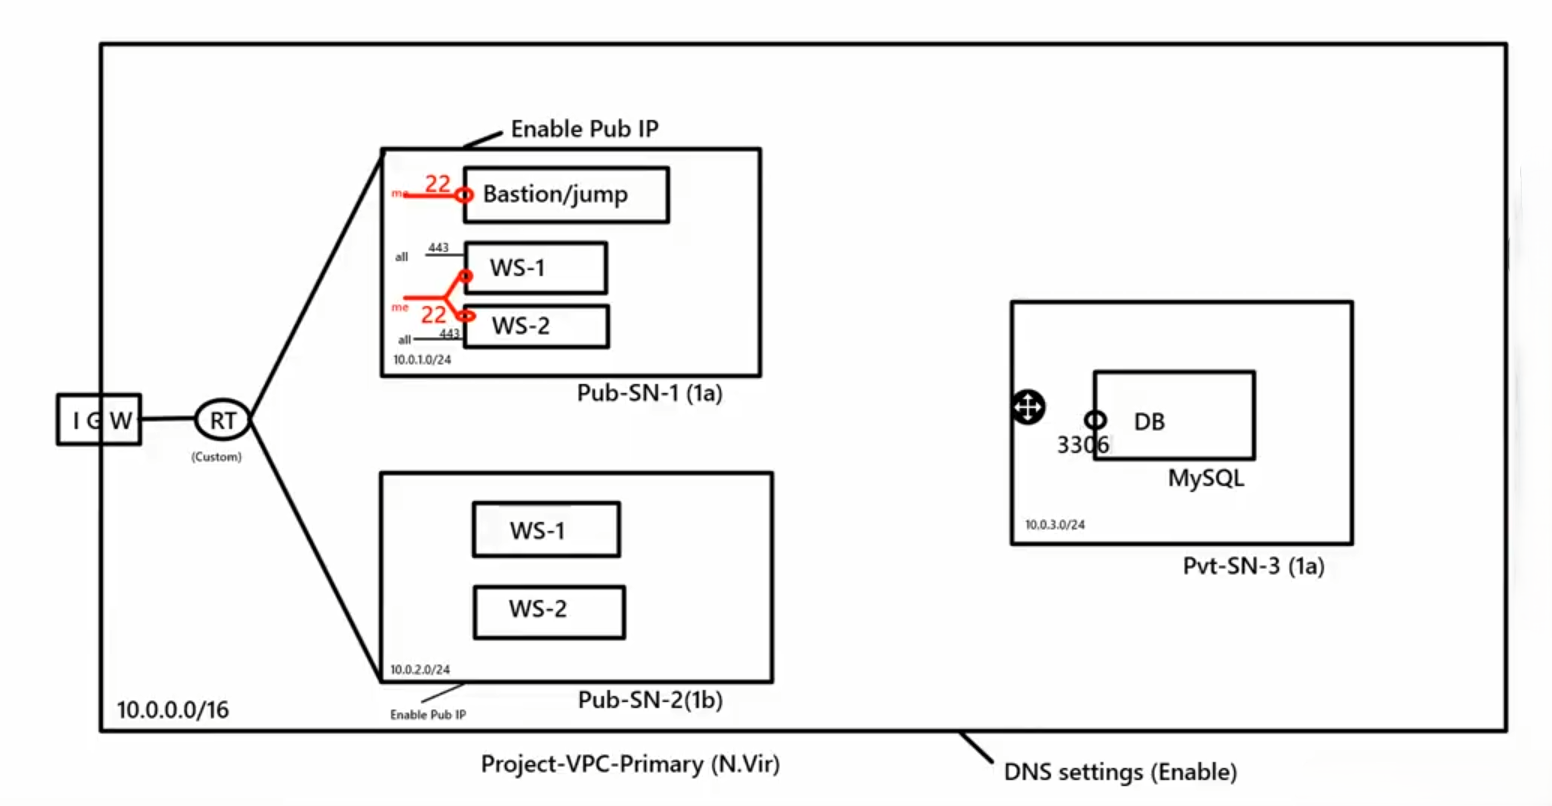 Enable Pub IP
me 22
Bastion/jump
all 443
WS-1
me 22
WS-2
all 443
10.0.1.0/24
Pub-SN-1 (1a)
IGW
RT
(Custom)
DB
3306
MySQL
10.0.3.0/24
Pvt-SN-3 (1a)
WS-1
WS-2
10.0.2.0/24
Pub-SN-2(1b)
Enable Pub IP
10.0.0.0/16
Project-VPC-Primary (N.Vir)
DNS settings (Enable)